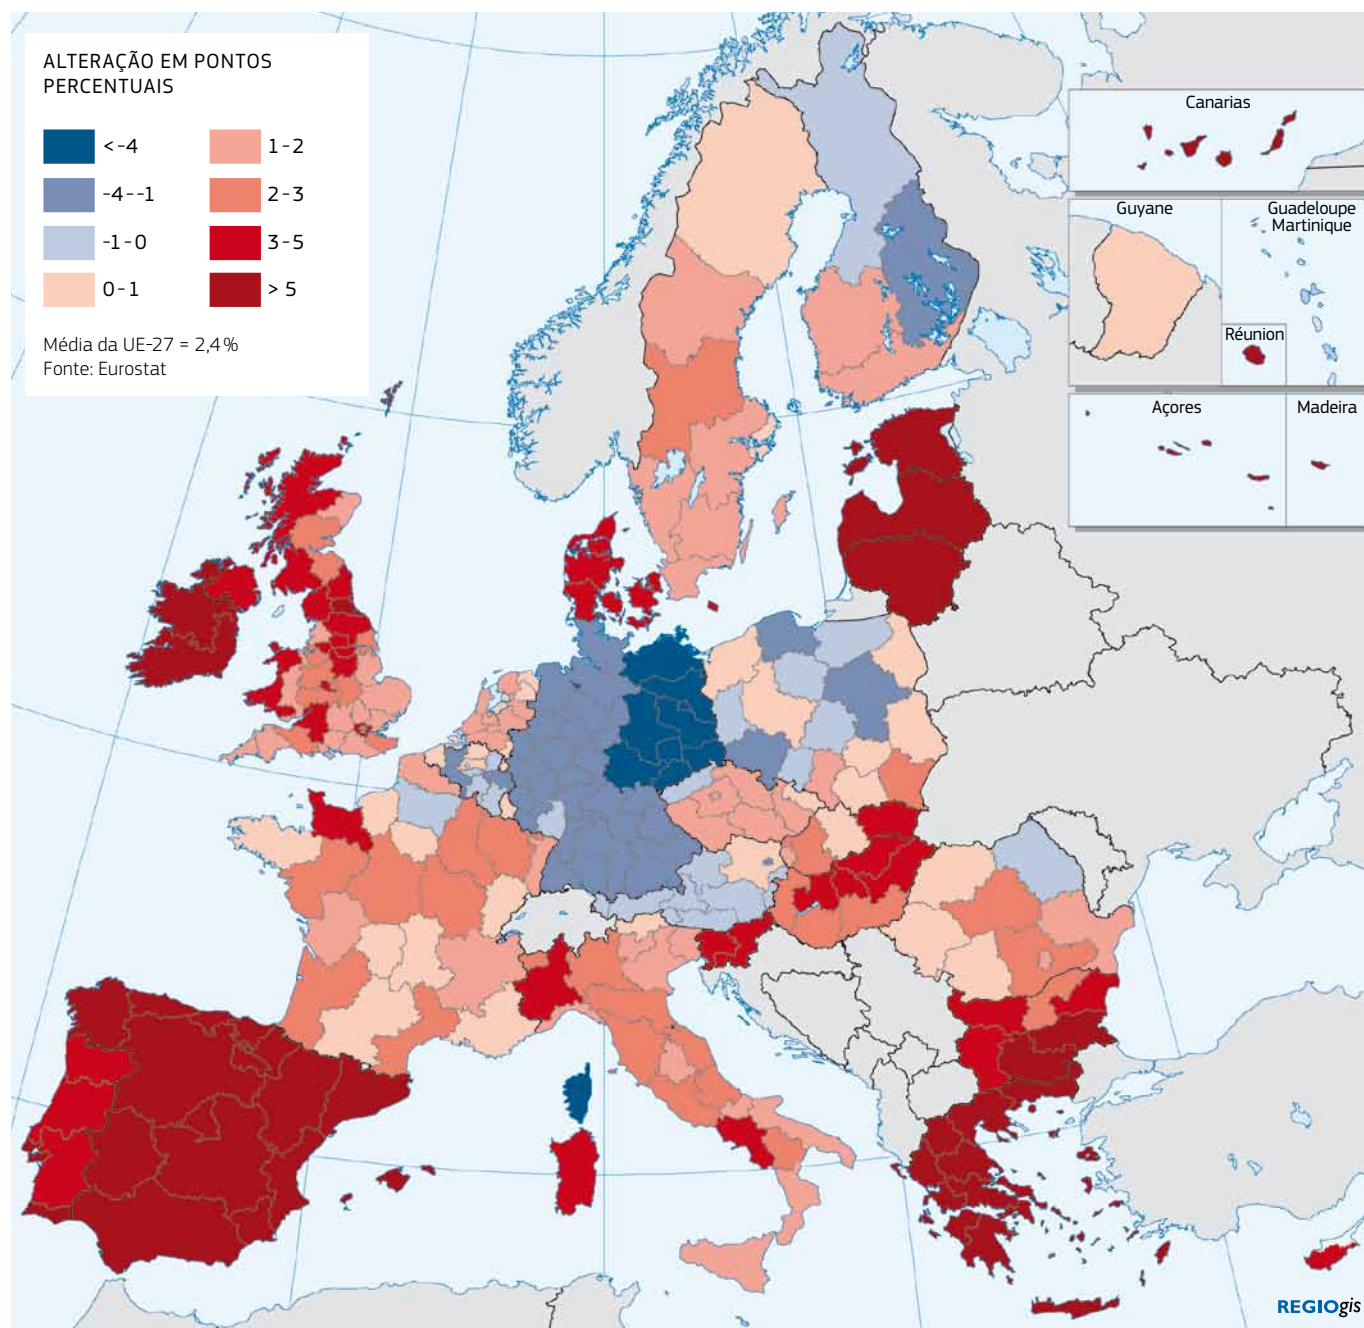 ALTERAÇÃO EM PONTOS
PERCENTUAIS
<-4
-4--1
-1-0
0-1
1-2
2-3
3-5
> 5
Média da UE-27 = 2,4%
Fonte: Eurostat
Canarias
Guyane
Guadeloupe
Martinique
Réunion
Açores
Madeira
REGIOgis